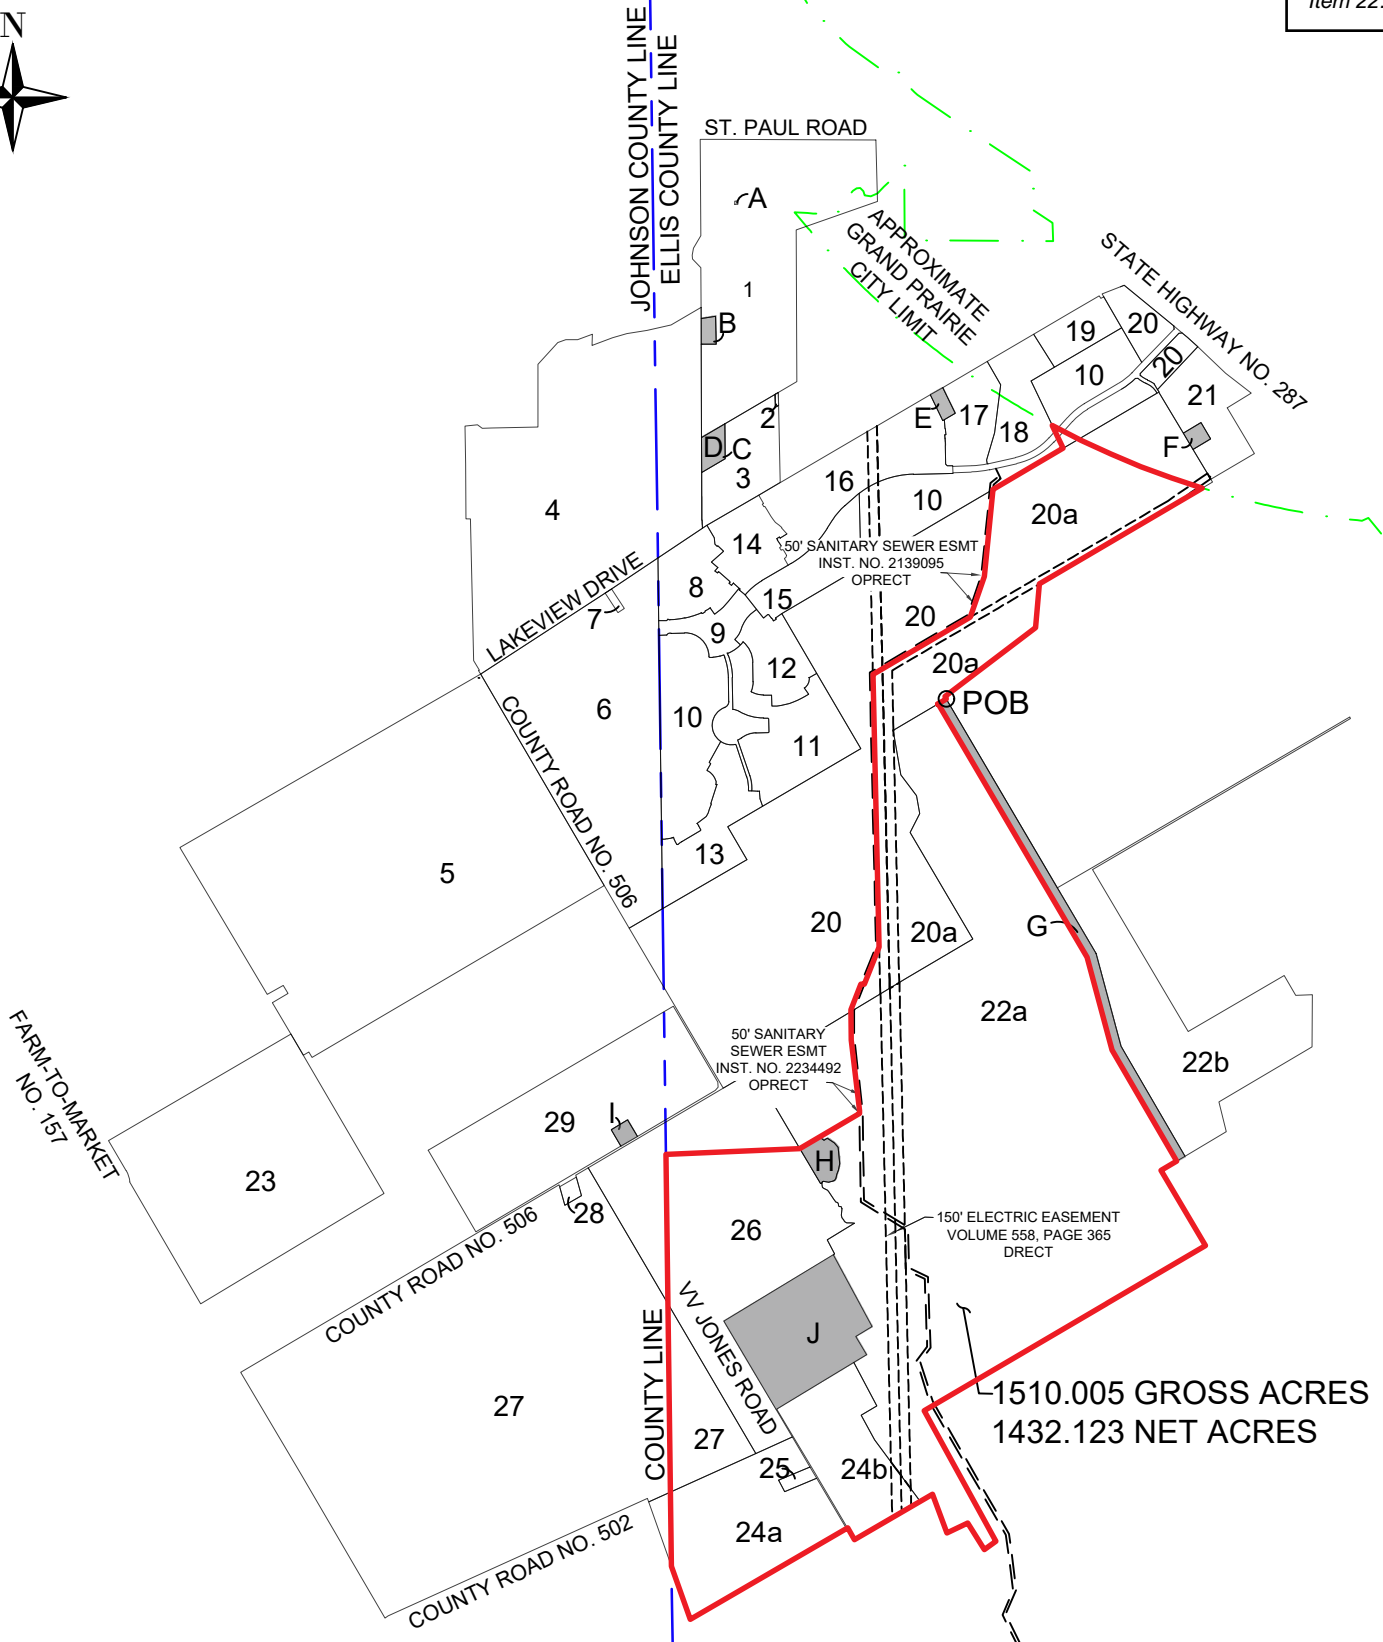 Item 22.
N
JOHNSON COUNTY LINE
ELLIS COUNTY LINE
ST. PAUL ROAD
A
APPROXIMATE
GRAND PRAIRIE
CITY LIMIT
STATE HIGHWAY NO. 287
1
B
19
20
10
20
21
2
E
17
18
F
D
C
3
16
10
20a
4
14
50' SANITARY SEWER ESMT
INST. NO. 2139095
OPRECT
LAKEVIEW DRIVE
7
8
15
20
9
12
20a
POB
6
10
11
COUNTY ROAD NO. 506
5
13
20
20a
G
22a
FARM-TO-MARKET
NO. 157
50' SANITARY
SEWER ESMT
INST. NO. 2234492
OPRECT
22b
29
I
23
H
28
26
150' ELECTRIC EASEMENT
VOLUME 558, PAGE 365
DRECT
COUNTY ROAD NO. 506
VV JONES ROAD
COUNTY LINE
J
1510.005 GROSS ACRES
1432.123 NET ACRES
27
27
25
24b
24a
COUNTY ROAD NO. 502